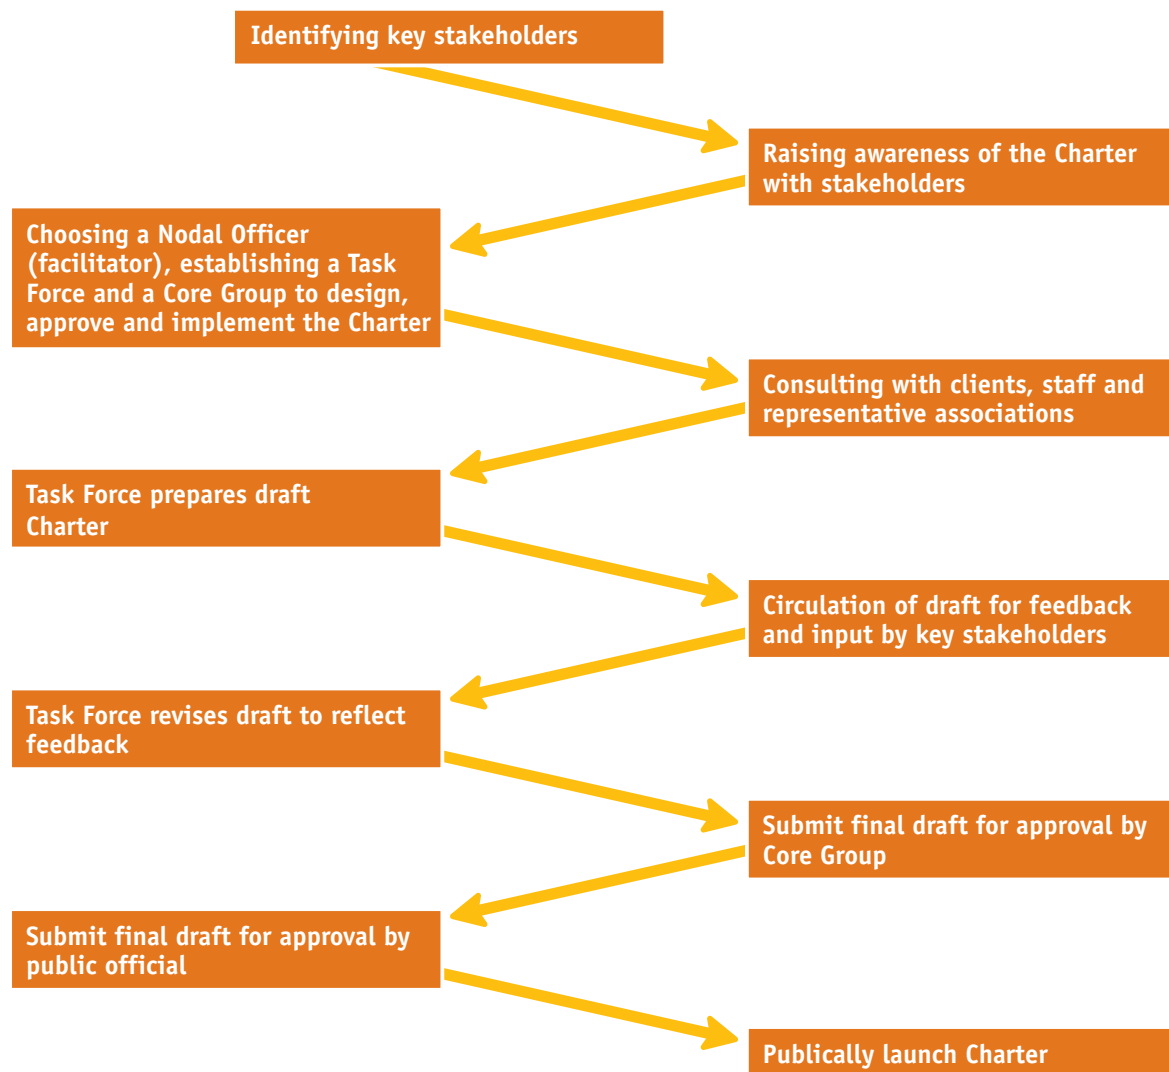 Identifying key stakeholders
Raising awareness of the Charter
with stakeholders
Choosing a Nodal Officer
(facilitator), establishing a Task
Force and a Core Group to design,
approve and implement the Charter
Consulting with clients, staff and
representative associations
Task Force prepares draft
Charter
Circulation of draft for feedback
and input by key stakeholders
Task Force revises draft to reflect
feedback
Submit final draft for approval by
Core Group
Submit final draft for approval by
public official
Publically launch Charter